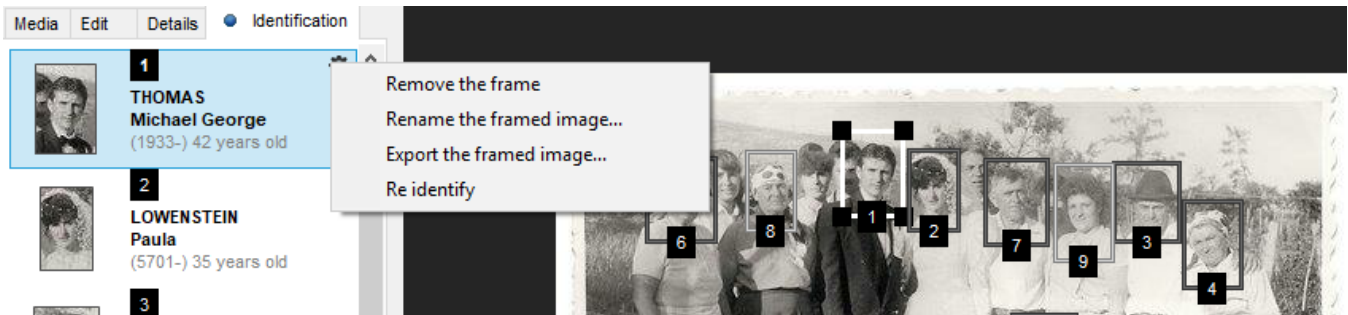 Media Edit Details Identification
1
THOMAS
Michael George
(1933-) 42 years old
2
LOWENSTEIN
Paula
(5701-) 35 years old
3
Remove the frame
Rename the framed image...
Export the framed image...
Re identify
6
8
1
2
7
9
3
4